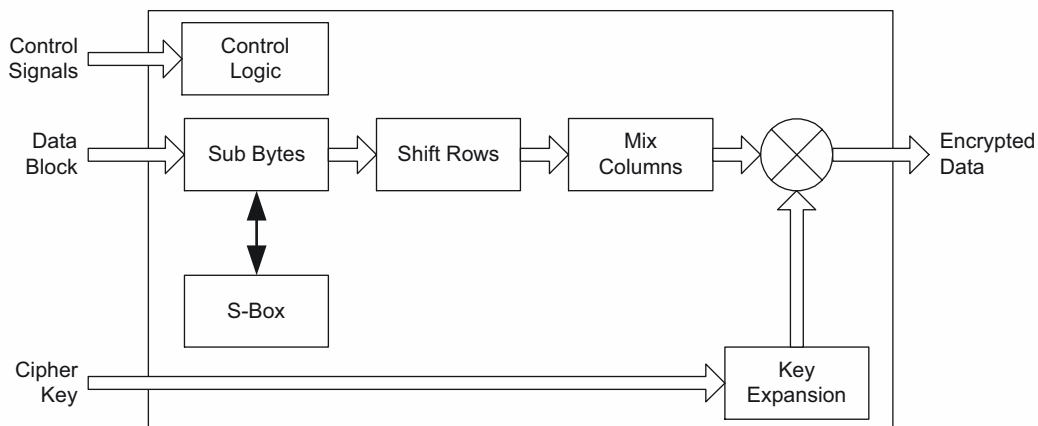 Control
Signals
Control
Logic
Data
Block
Sub Bytes
Shift Rows
Mix
Columns
Encrypted
Data
S-Box
Cipher
Key
Key
Expansion